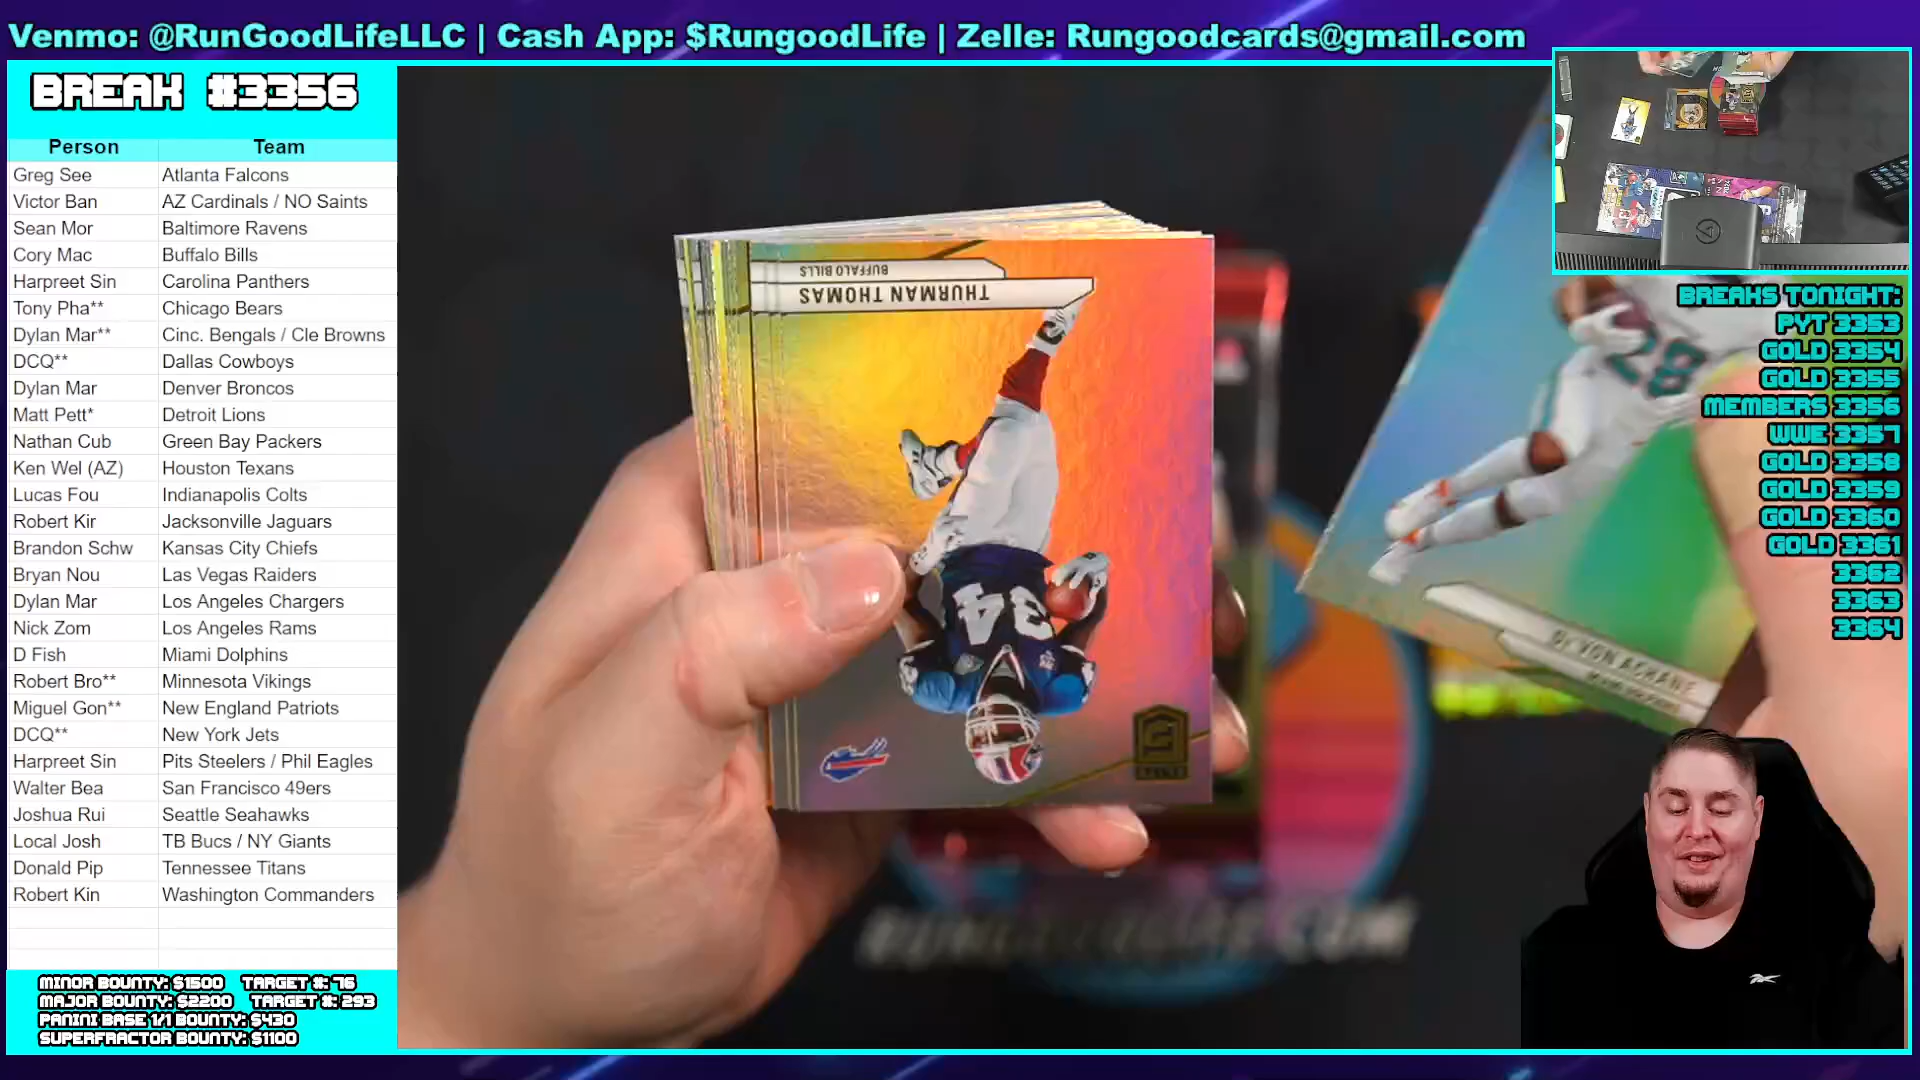 Venmo: @RunGoodLifeLLC | Cash App: $RungoodLife | Zelle: Rungoodcards@gmail.com
BREAK #3356
Person Team
Greg See Atlanta Falcons
Victor Ban AZ Cardinals / NO Saints
Sean Mor Baltimore Ravens
Cory Mac Buffalo Bills
Harpreet Sin Carolina Panthers
Tony Pha** Chicago Bears
Dylan Mar** Cinc. Bengals / Cle Browns
DCQ** Dallas Cowboys
Dylan Mar Denver Broncos
Matt Pett* Detroit Lions
Nathan Cub Green Bay Packers
Ken Wel (AZ) Houston Texans
Lucas Fou Indianapolis Colts
Robert Kir Jacksonville Jaguars
Brandon Schw Kansas City Chiefs
Bryan Nou Las Vegas Raiders
Dylan Mar Los Angeles Chargers
Nick Zom Los Angeles Rams
D Fish Miami Dolphins
Robert Bro** Minnesota Vikings
Miguel Gon** New England Patriots
DCQ** New York Jets
Harpreet Sin Pits Steelers / Phil Eagles
Walter Bea San Francisco 49ers
Joshua Rui Seattle Seahawks
Local Josh TB Bucs / NY Giants
Donald Pip Tennessee Titans
Robert Kin Washington Commanders
MINOR BOUNTY: $1500 TARGET #: 76
MAJOR BOUNTY: $2200 TARGET #: 293
PANINI BASE 1/1 BOUNTY: $430
SUPERFRACTOR BOUNTY: $1100
BUFFALO BILLS
THURMAN THOMAS
34
28
DE'VON ACHANE
BREAKS TONIGHT:
PYT 3353
GOLD 3354
GOLD 3355
MEMBERS 3356
WWE 3357
GOLD 3358
GOLD 3359
GOLD 3360
GOLD 3361
3362
3363
3364